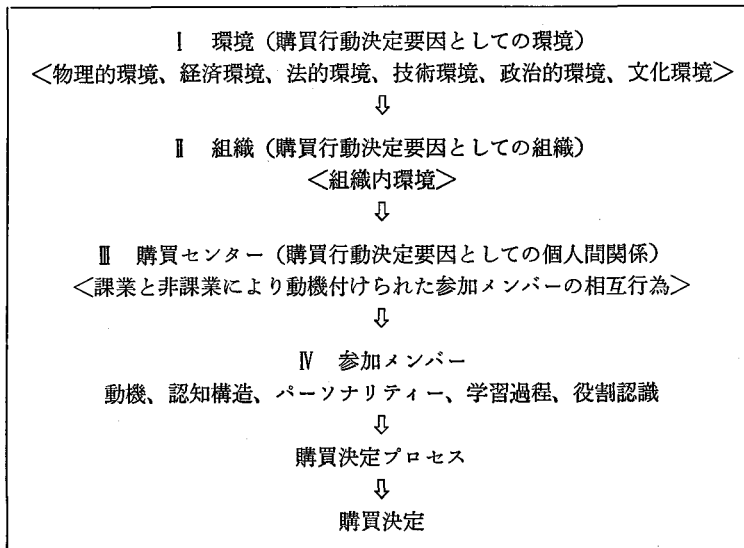 Ⅰ 環境（購買行動決定要因としての環境）
＜物理的環境、経済環境、法的環境、技術環境、政治的環境、文化環境＞
⇩
Ⅱ 組織（購買行動決定要因としての組織）
＜組織内環境＞
⇩
Ⅲ 購買センター（購買行動決定要因としての個人間関係）
＜課業と非課業により動機付けられた参加メンバーの相互行為＞
⇩
Ⅳ 参加メンバー
動機、認知構造、パーソナリティー、学習過程、役割認識
⇩
購買決定プロセス
⇩
購買決定